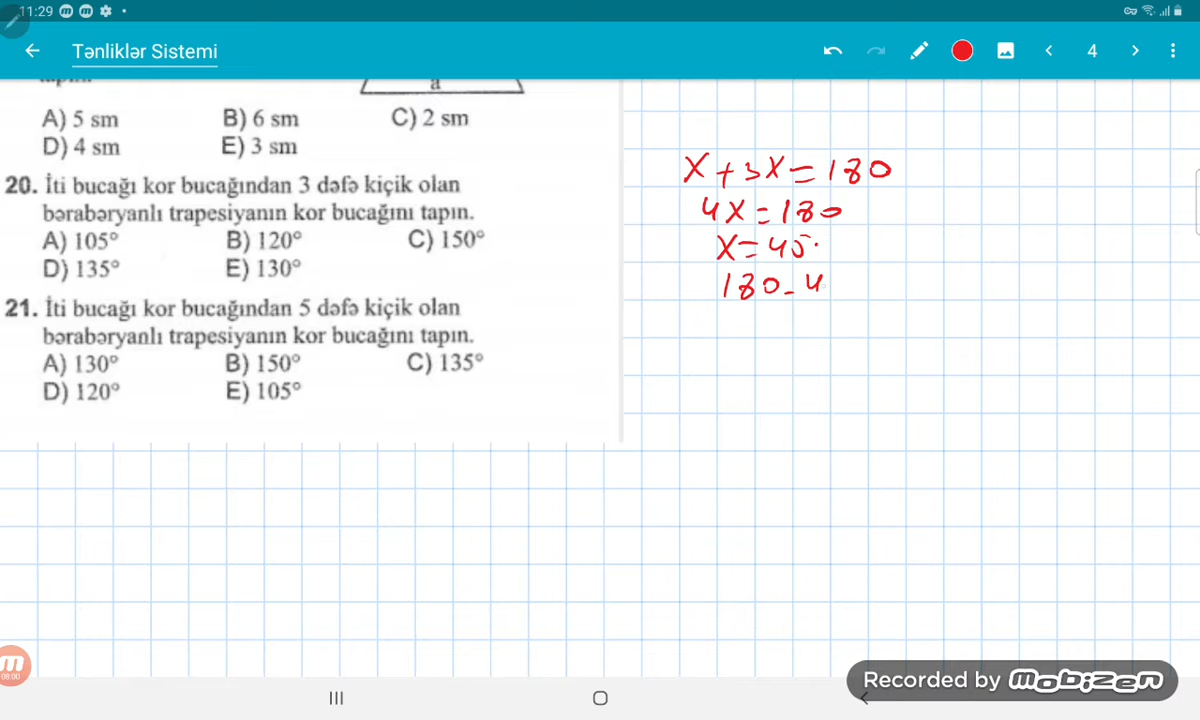 11:29
Tənliklər Sistemi
4
a
A) 5 sm B) 6 sm C) 2 sm
D) 4 sm E) 3 sm
20. İti bucağı kor bucağından 3 dəfə kiçik olan
bərabəryanlı trapesiyanın kor bucağını tapın.
A) 105° B) 120° C) 150°
D) 135° E) 130°
21. İti bucağı kor bucağından 5 dəfə kiçik olan
bərabəryanlı trapesiyanın kor bucağını tapın.
A) 130° B) 150° C) 135°
D) 120° E) 105°
x + 3x = 180
4x = 180
x = 45
180 - 4
08:00
Recorded by mobizen